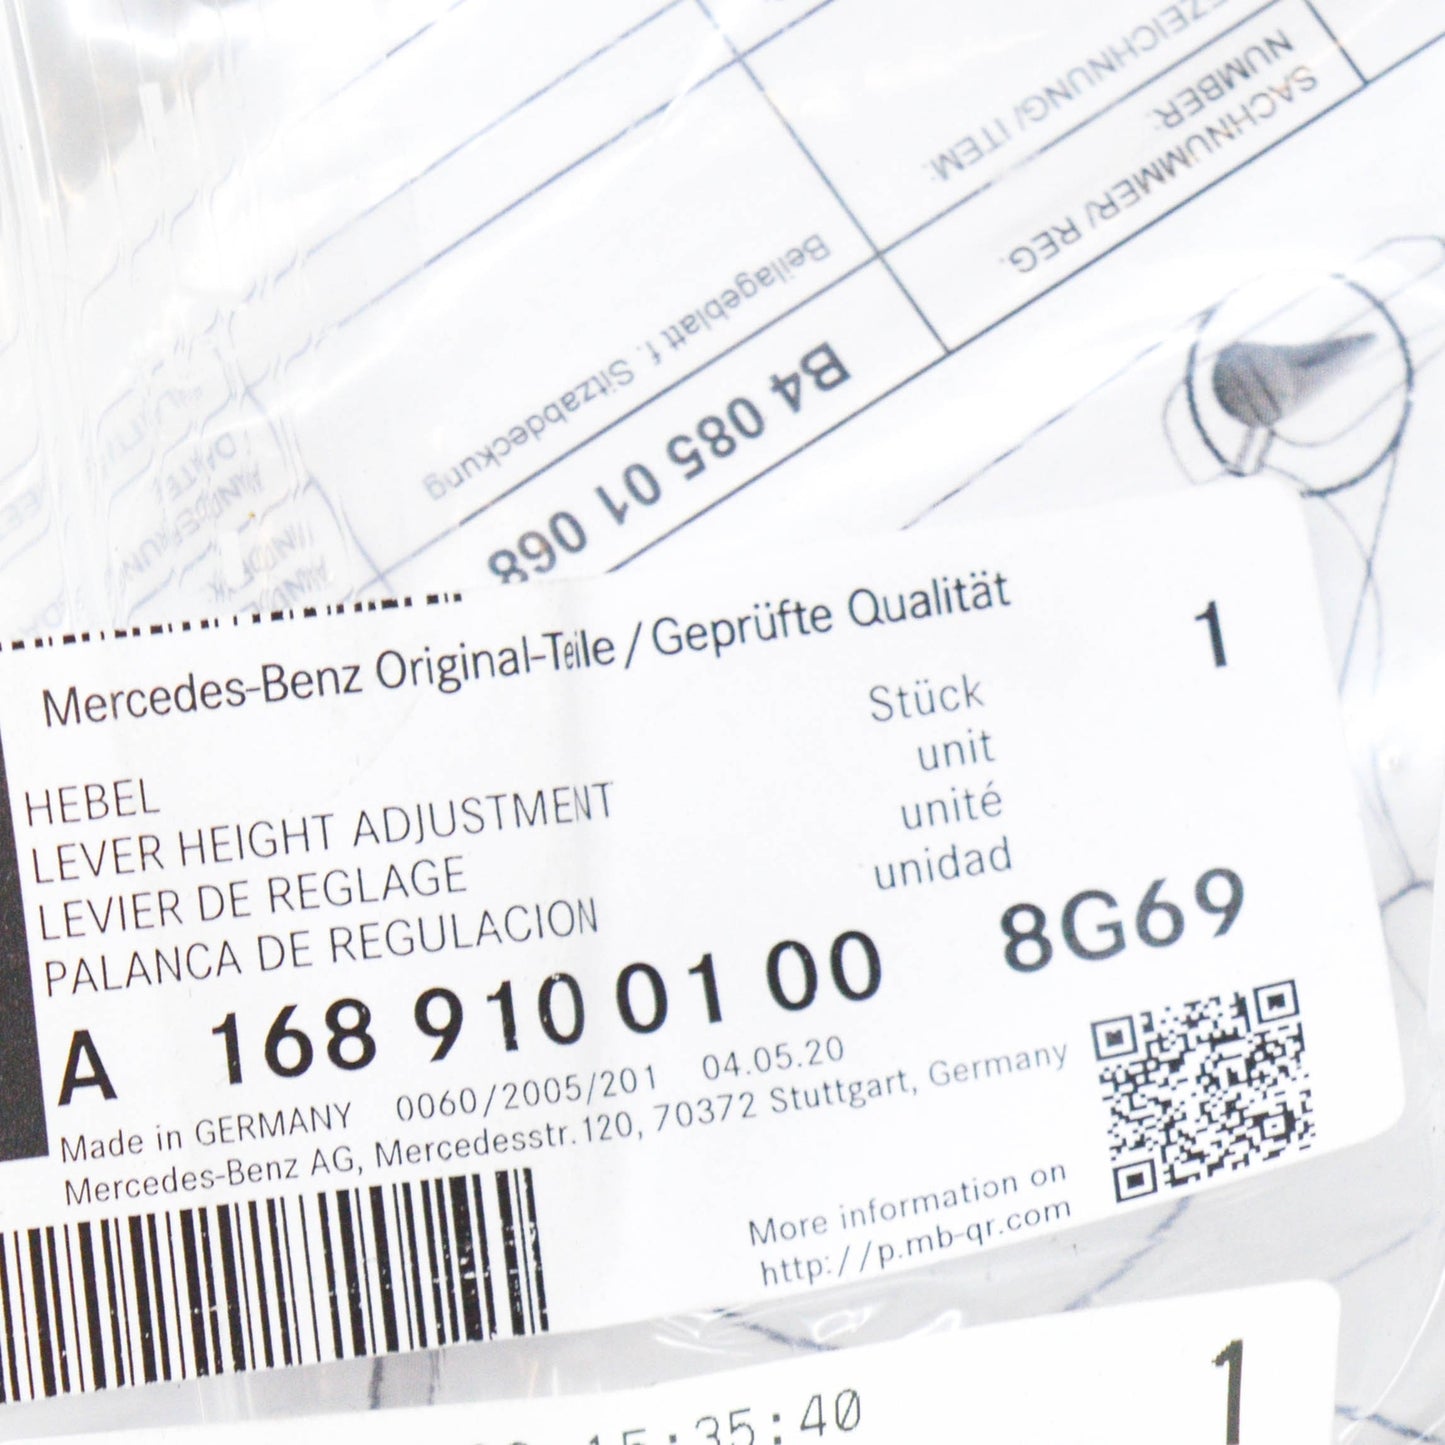 EZEICHNUNG/ ITEM:
SACHNUMMER/ REG.
NUMBER:
Beilageblatt f. Sitzabdeckung
B4 085 01 068
Mercedes-Benz Original-Teile / Geprüfte Qualität
1
HEBEL
LEVER HEIGHT ADJUSTMENT
LEVIER DE REGLAGE
PALANCA DE REGULACION
Stück
unit
unité
unidad
A 168 910 01 00 8G69
Made in GERMANY 0060/2005/201 04.05.20
Mercedes-Benz AG, Mercedesstr.120, 70372 Stuttgart, Germany
More information on
http://p.mb-qr.com
15:35:40
1